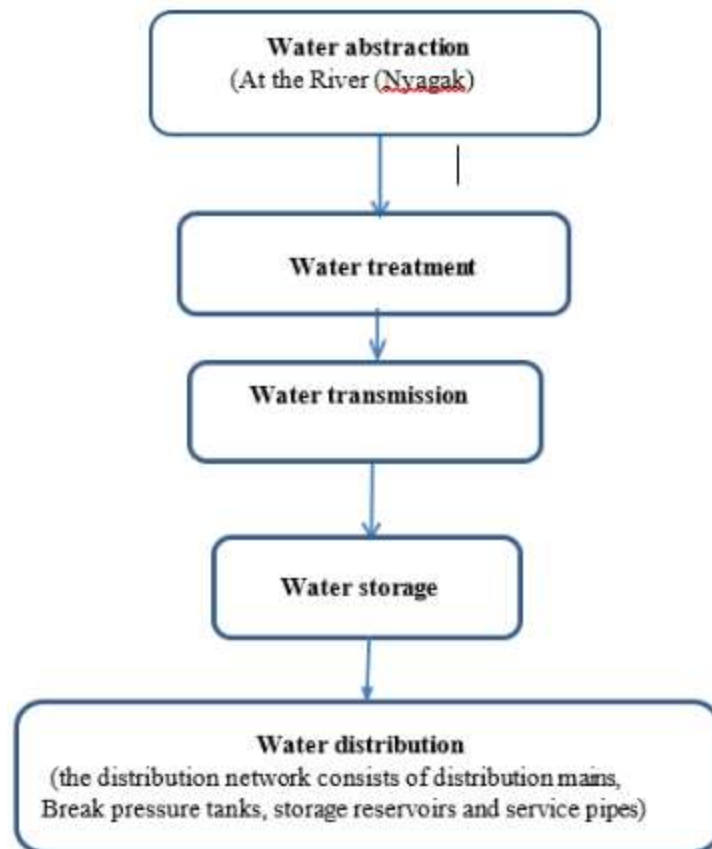 Water abstraction
(At the River (Nyagak)
Water treatment
Water transmission
Water storage
Water distribution
(the distribution network consists of distribution mains,
Break pressure tanks, storage reservoirs and service pipes)